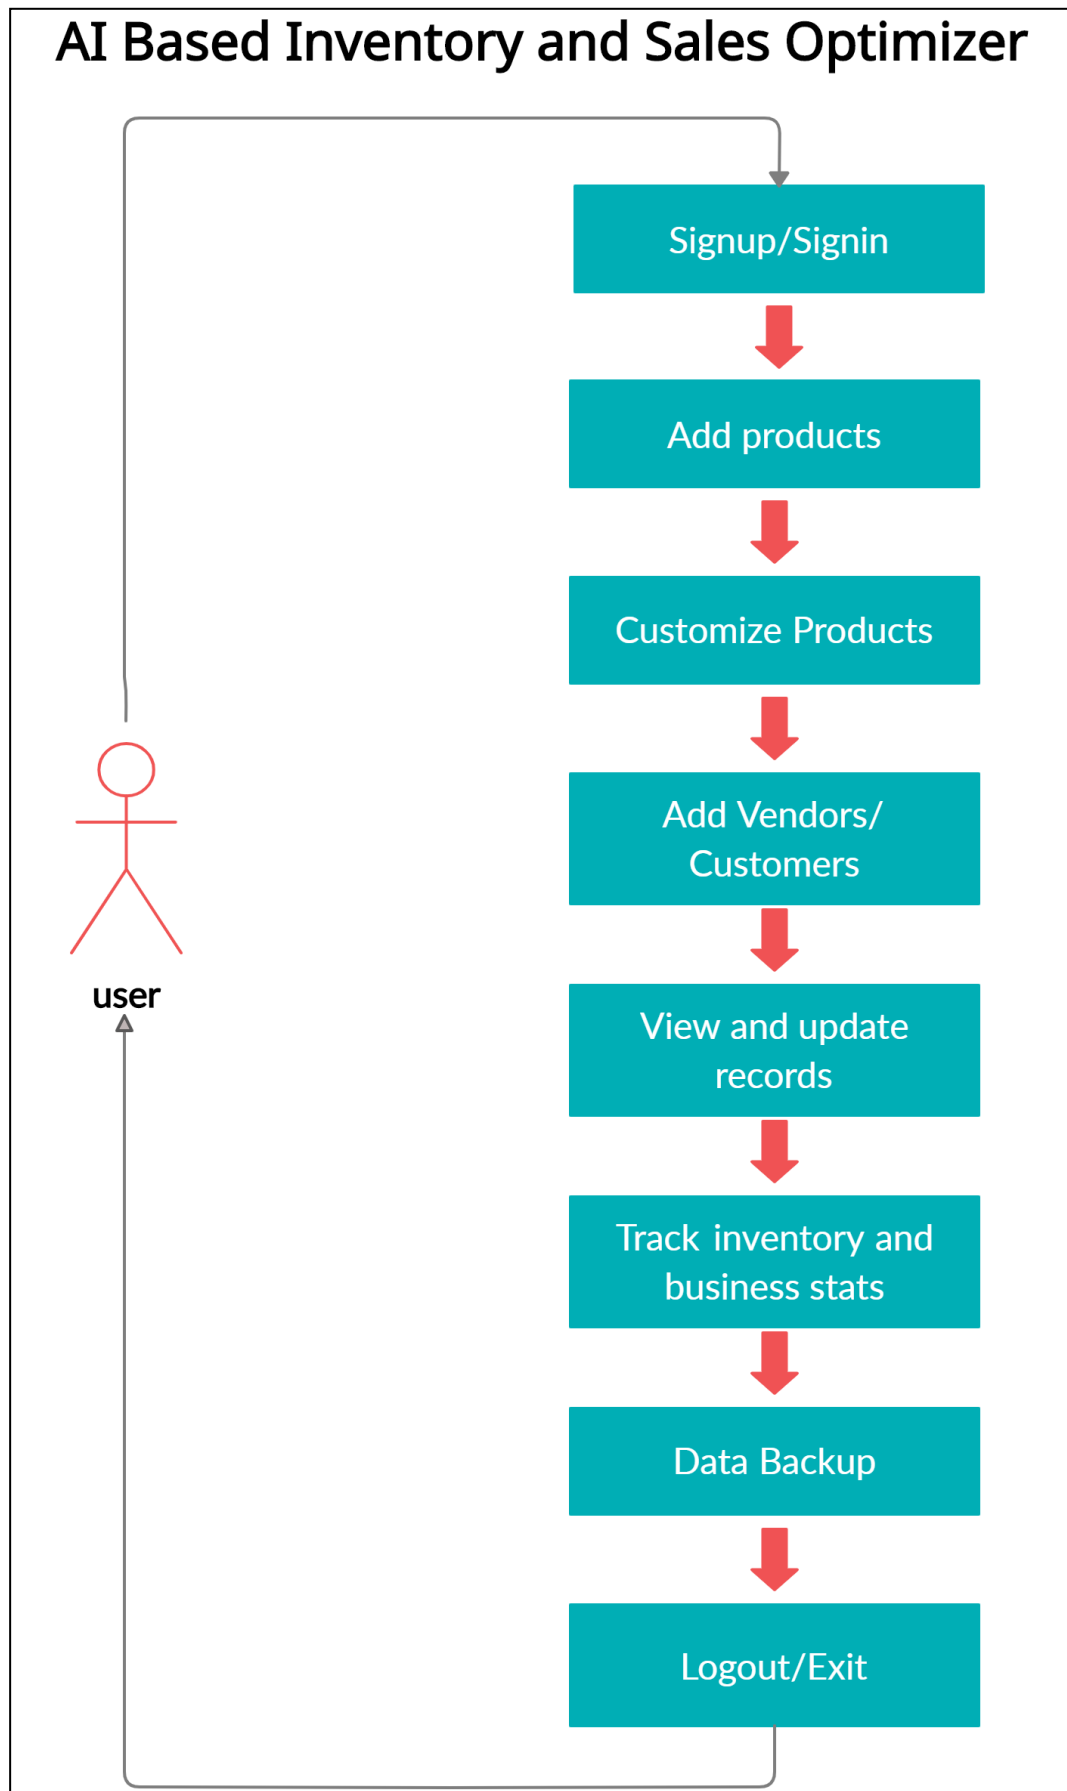 AI Based Inventory and Sales Optimizer
Signup/Signin
Add products
Customize Products
Add Vendors/
Customers
user
View and update
records
Track inventory and
business stats
Data Backup
Logout/Exit